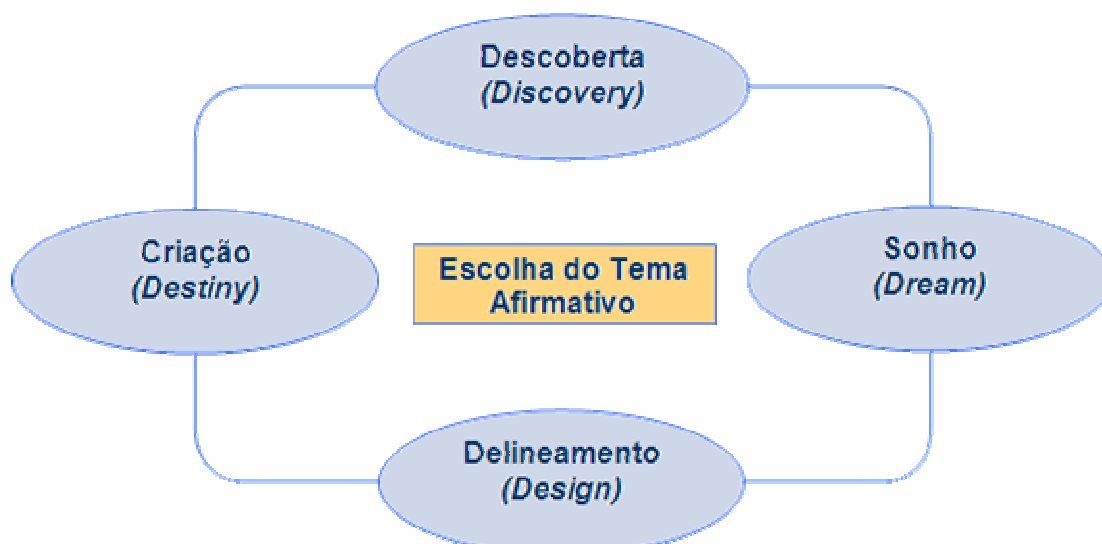 Descoberta
(Discovery)
Criação
(Destiny)
Escolha do Tema
Afirmativo
Sonho
(Dream)
Delineamento
(Design)